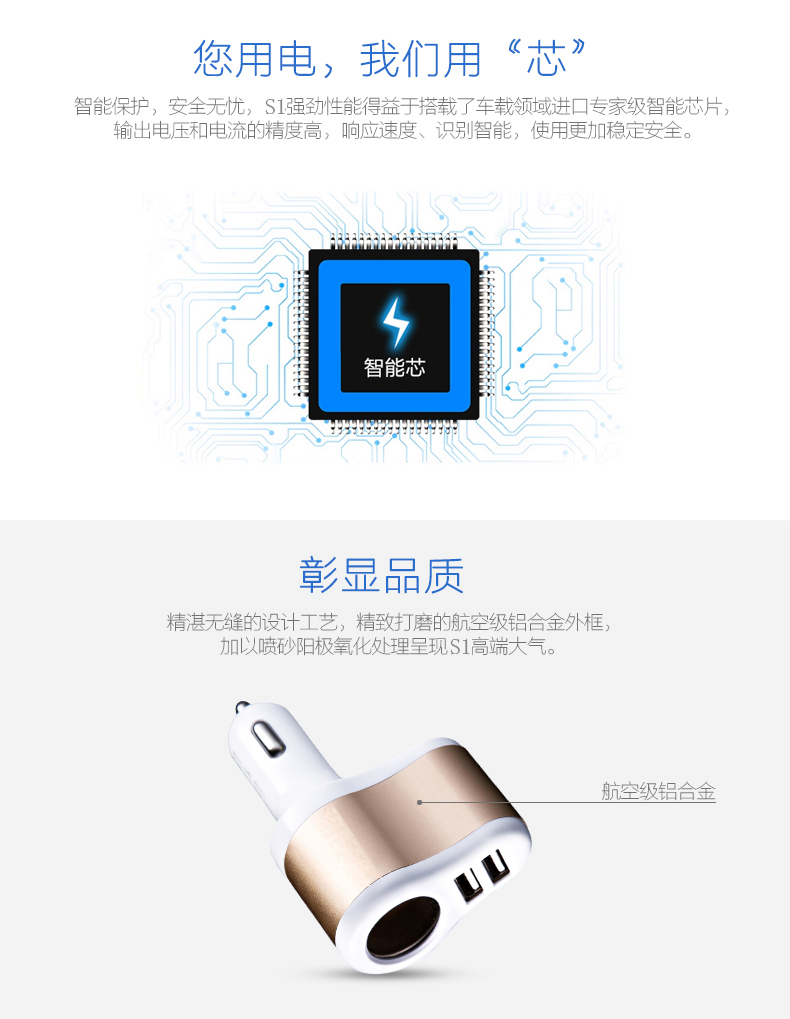 您用电，我们用“芯”
智能保护，安全无忧，S1强劲性能得益于搭载了车载领域进口专家级智能芯片，
输出电压和电流的精度高，响应速度、识别智能，使用更加稳定安全。
智能芯
彰显品质
精湛无缝的设计工艺，精致打磨的航空级铝合金外框，
加以喷砂阳极氧化处理呈现S1高端大气。
航空级铝合金